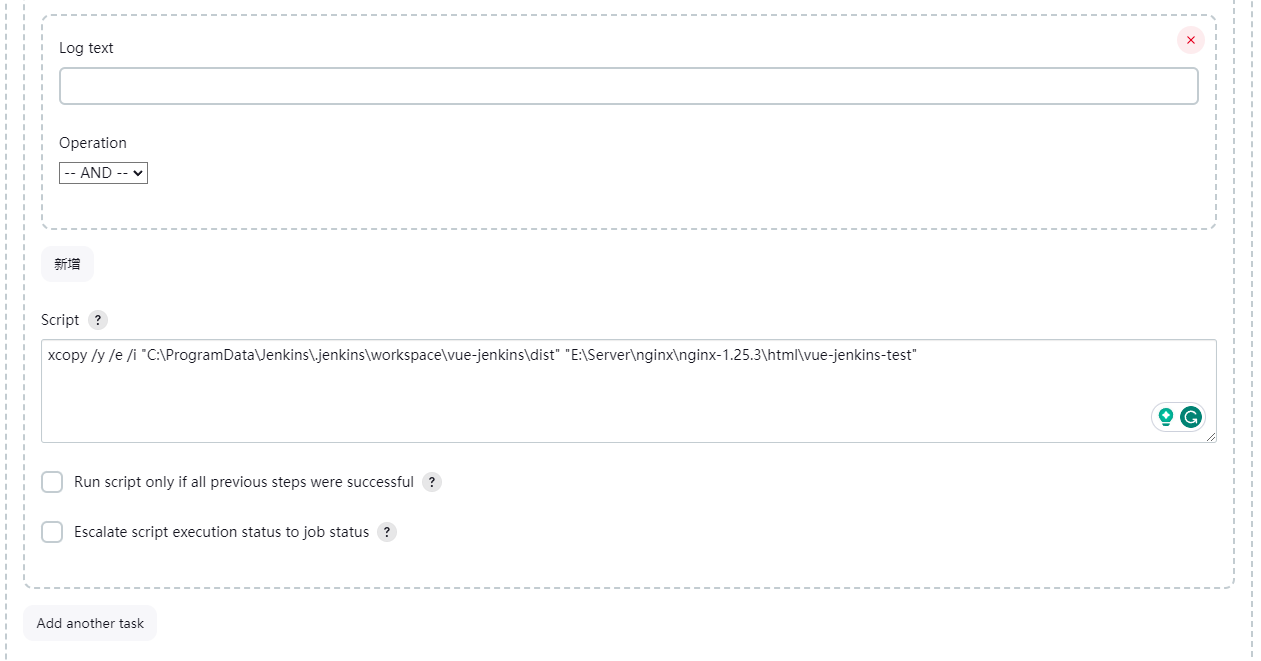 Log text
Operation
-- AND --
新增
Script ?
xcopy /y /e /i "C:\ProgramData\Jenkins\.jenkins\workspace\vue-jenkins\dist" "E:\Server\nginx\nginx-1.25.3\html\vue-jenkins-test"
Run script only if all previous steps were successful ?
Escalate script execution status to job status ?
Add another task